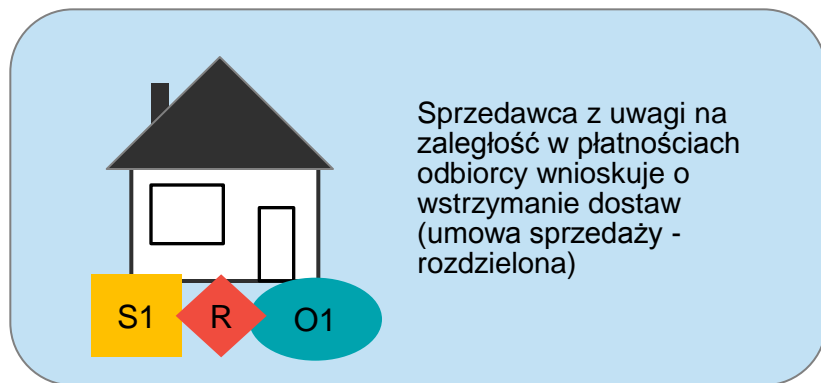 Sprzedawca z uwagi na
zaległość w płatnościach
odbiorcy wnioskuje o
wstrzymanie dostaw
(umowa sprzedaży -
rozdzielona)
S1 R O1